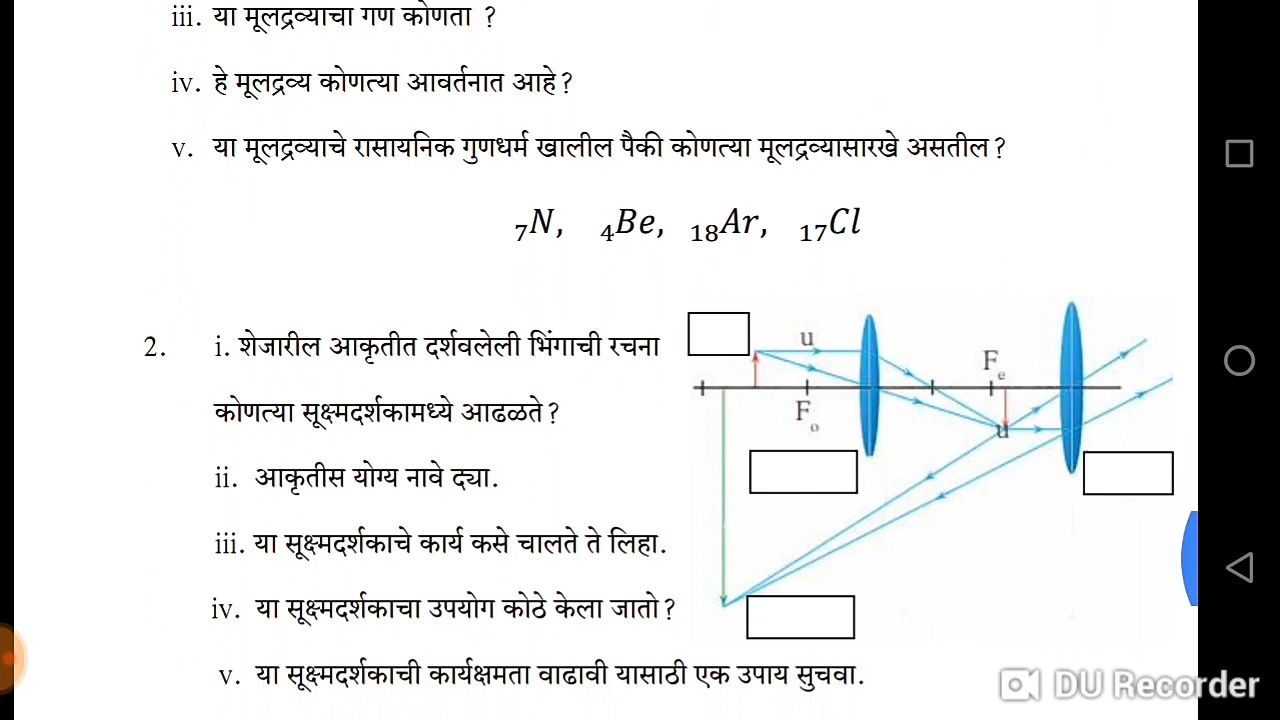 iii. या मूलद्रव्याचा गण कोणता ?
iv. हे मूलद्रव्य कोणत्या आवर्तनात आहे?
v. या मूलद्रव्याचे रासायनिक गुणधर्म खालील पैकी कोणत्या मूलद्रव्यासारखे असतील?
₇N, ₄Be, ₁₈Ar, ₁₇Cl
2. i. शेजारील आकृतीत दर्शवलेली भिंगाची रचना
कोणत्या सूक्ष्मदर्शकामध्ये आढळते?
ii. आकृतीस योग्य नावे द्या.
iii. या सूक्ष्मदर्शकाचे कार्य कसे चालते ते लिहा.
iv. या सूक्ष्मदर्शकाचा उपयोग कोठे केला जातो?
v. या सूक्ष्मदर्शकाची कार्यक्षमता वाढावी यासाठी एक उपाय सुचवा.
u
Fₒ
Fₑ
u
DU Recorder